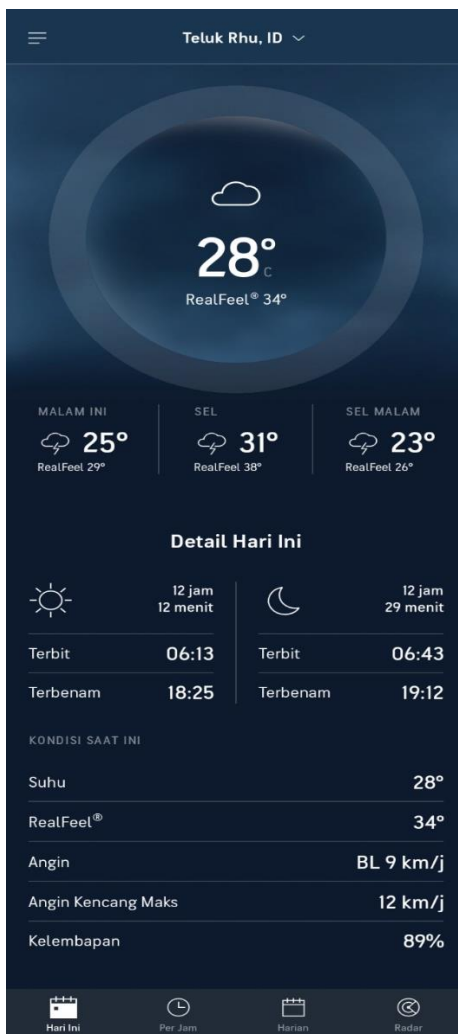 Teluk Rhu, ID
28°
C
RealFeel® 34°
MALAM INI
25°
RealFeel 29°
SEL
31°
RealFeel 38°
SEL MALAM
23°
RealFeel 26°
Detail Hari Ini
12 jam
12 menit
Terbit 06:13
Terbenam 18:25
12 jam
29 menit
Terbit 06:43
Terbenam 19:12
KONDISI SAAT INI
Suhu 28°
RealFeel® 34°
Angin BL 9 km/j
Angin Kencang Maks 12 km/j
Kelembapan 89%
Hari Ini
Per Jam
Harian
Radar